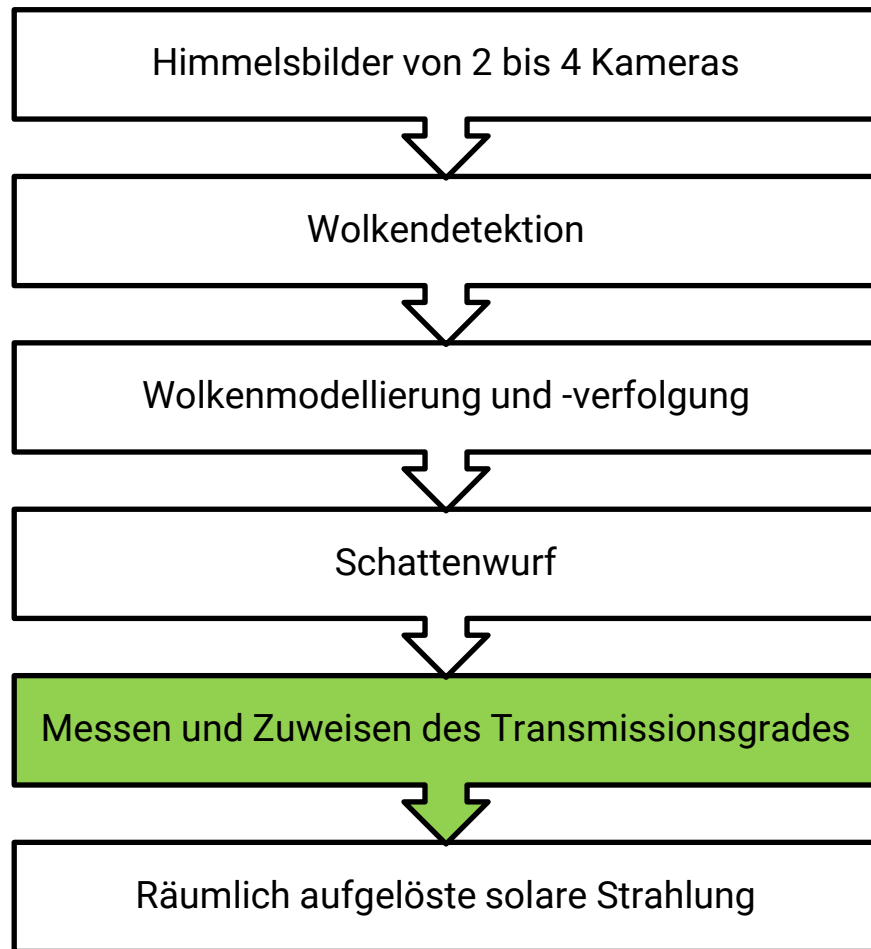 Himmelsbilder von 2 bis 4 Kameras
Wolkendetektion
Wolkenmodellierung und -verfolgung
Schattenwurf
Messen und Zuweisen des Transmissionsgrades
Räumlich aufgelöste solare Strahlung